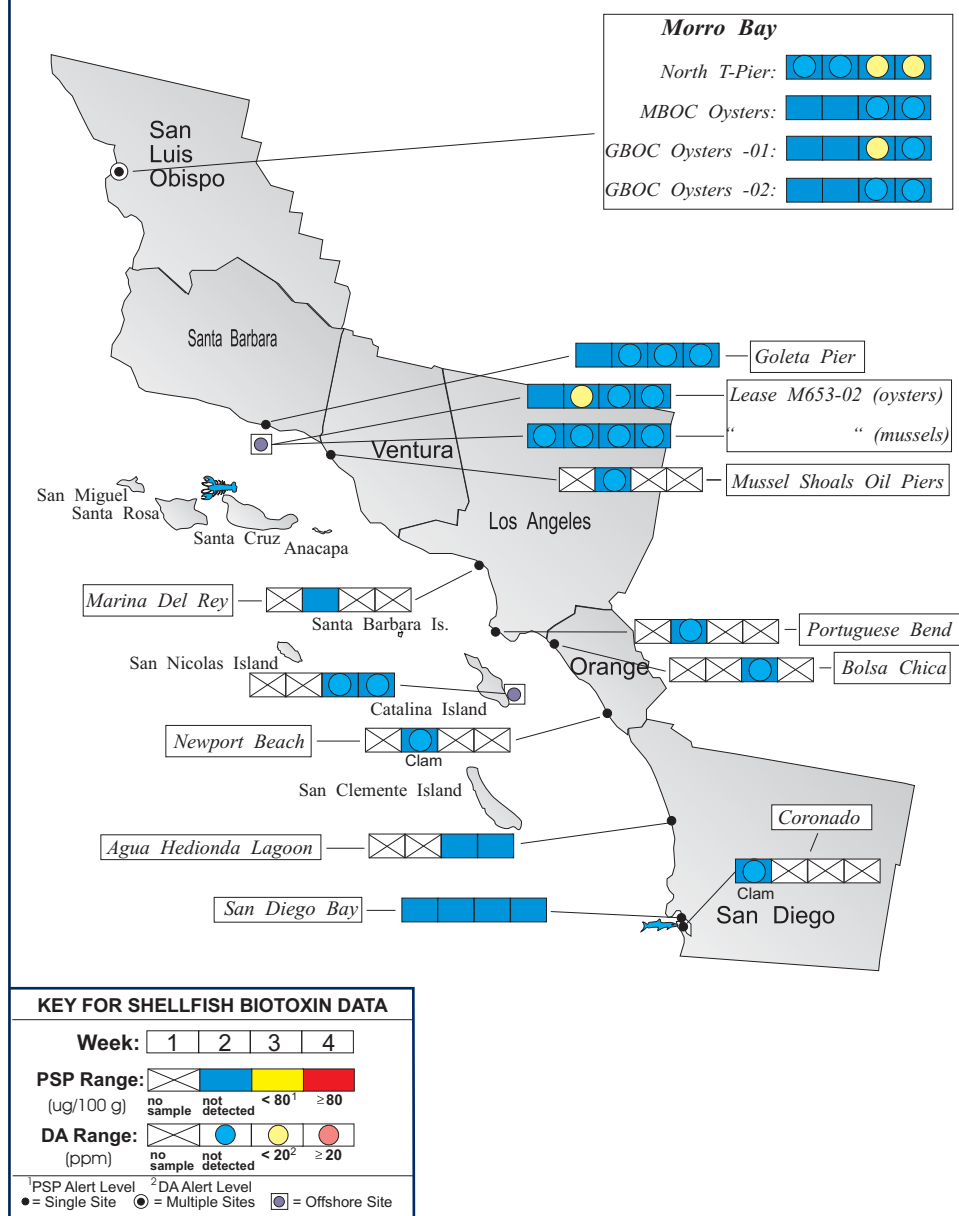 Morro Bay
North T-Pier:
MBOC Oysters:
GBOC Oysters -01:
GBOC Oysters -02:
San
Luis
Obispo
Santa Barbara
Goleta Pier
Lease M653-02 (oysters)
“ “ (mussels)
Ventura
Mussel Shoals Oil Piers
San Miguel
Santa Rosa
Santa Cruz
Anacapa
Los Angeles
Marina Del Rey
Santa Barbara Is.
Portuguese Bend
San Nicolas Island
Orange
Bolsa Chica
Catalina Island
Newport Beach
Clam
San Clemente Island
Coronado
Agua Hedionda Lagoon
Clam
San Diego Bay
San Diego
KEY FOR SHELLFISH BIOTOXIN DATA
Week: 1 2 3 4
PSP Range:
(ug/100 g) no sample not detected < 80¹ ≥80
DA Range:
(ppm) no sample not detected < 20² ≥ 20
¹PSP Alert Level ²DA Alert Level
= Single Site = Multiple Sites = Offshore Site